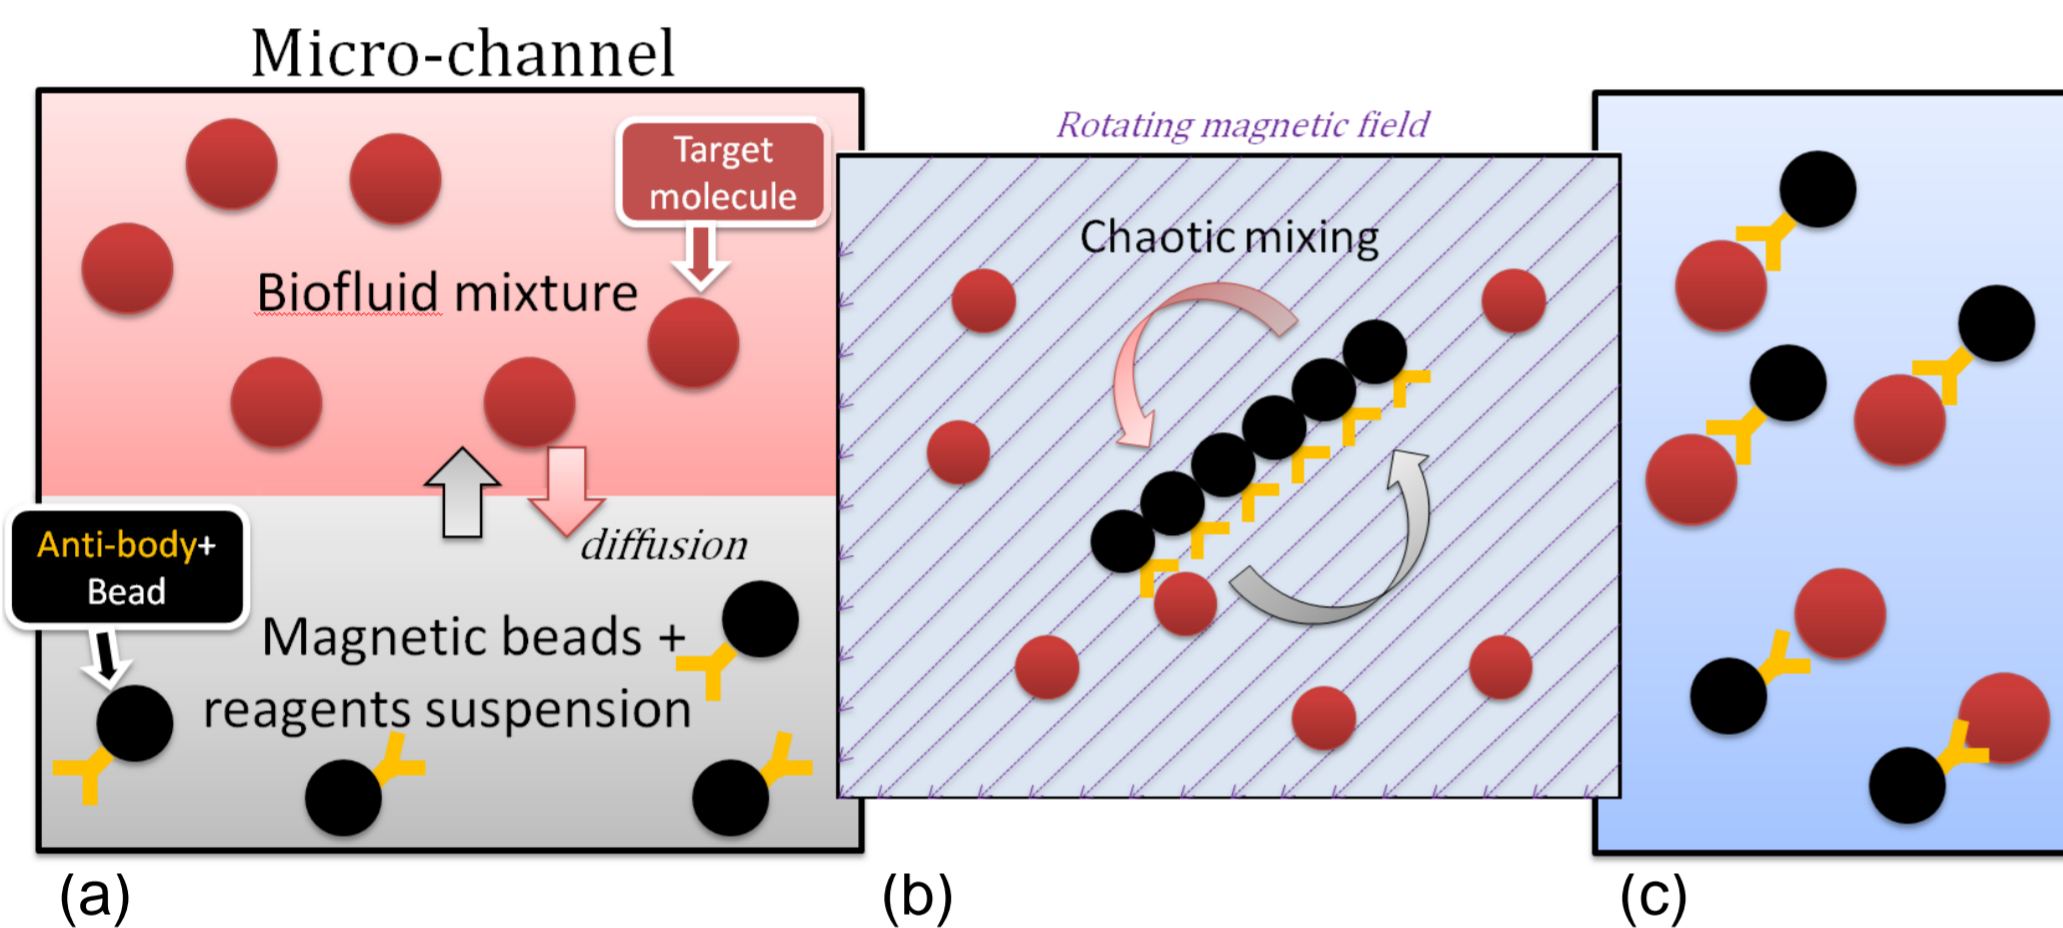 Micro-channel
Target
molecule
Biofluid mixture
diffusion
Anti-body+
Bead
Magnetic beads +
reagents suspension
(a)
Rotating magnetic field
Chaotic mixing
(b)
(c)